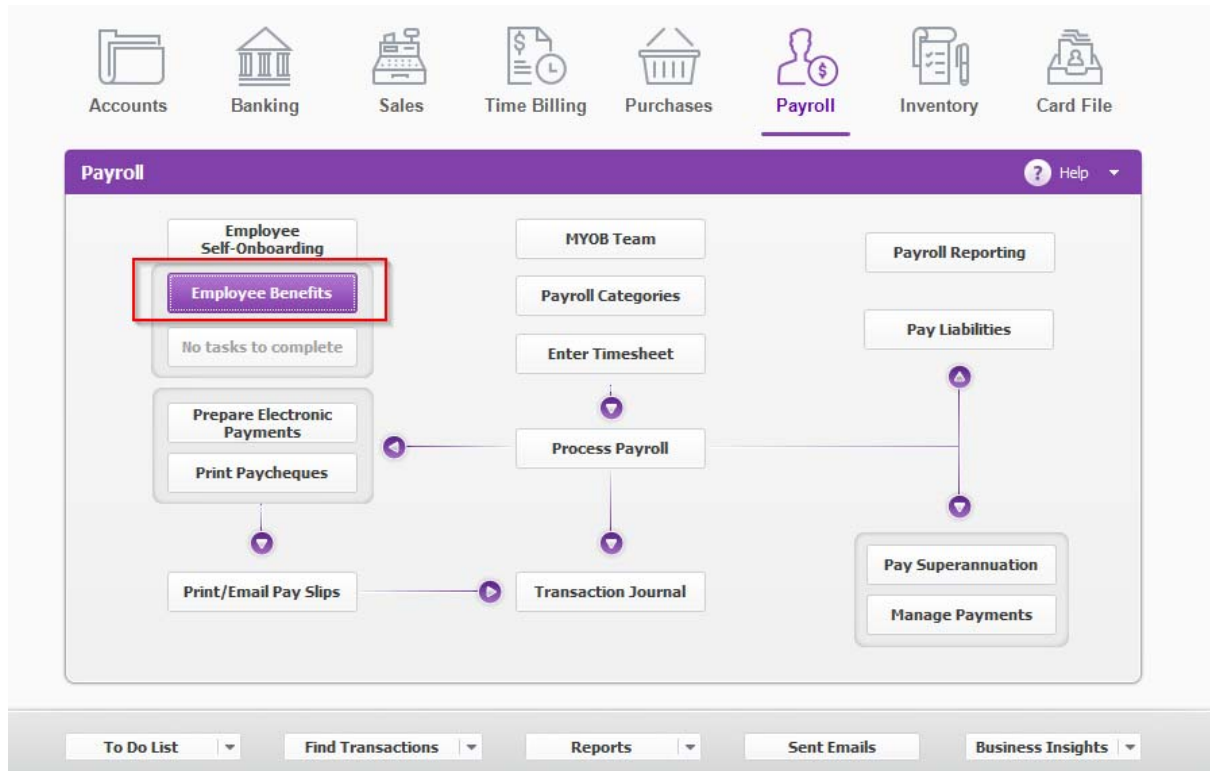 Accounts
Banking
Sales
Time Billing
Purchases
Payroll
Inventory
Card File
Payroll
? Help
Employee
Self-Onboarding
Employee Benefits
No tasks to complete
Prepare Electronic
Payments
Print Paycheques
Print/Email Pay Slips
MYOB Team
Payroll Categories
Enter Timesheet
Process Payroll
Transaction Journal
Payroll Reporting
Pay Liabilities
Pay Superannuation
Manage Payments
To Do List
Find Transactions
Reports
Sent Emails
Business Insights